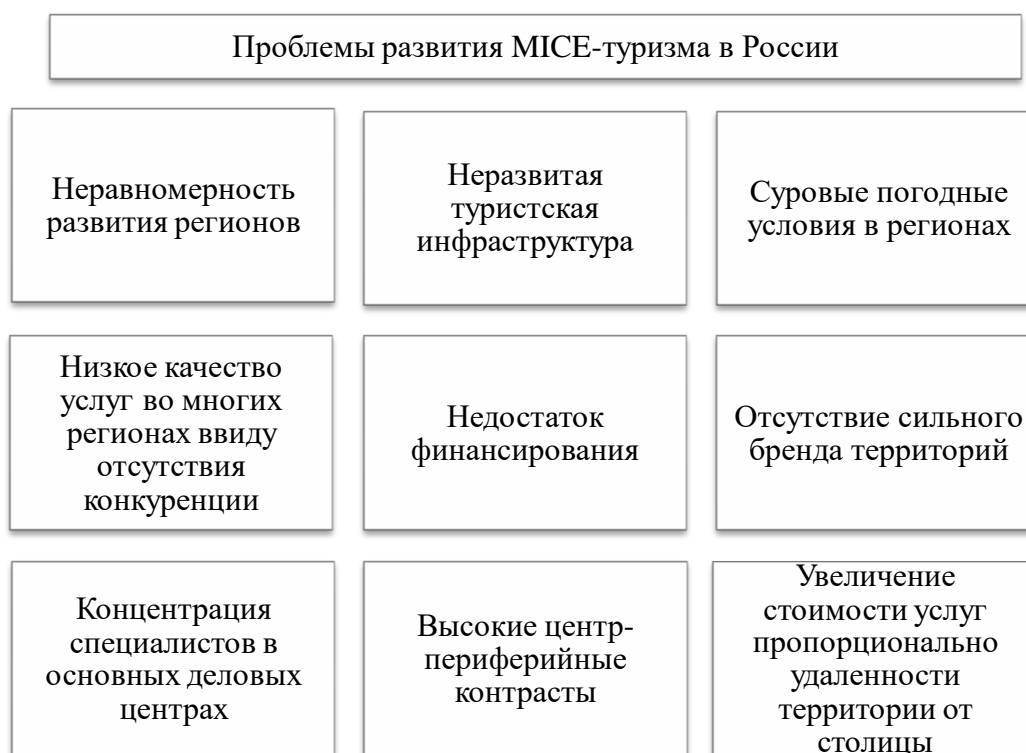 Проблемы развития MICE-туризма в России
Неравномерность
развития регионов
Неразвитая
туристская
инфраструктура
Суровые погодные
условия в регионах
Низкое качество
услуг во многих
регионах ввиду
отсутствия
конкуренции
Недостаток
финансирования
Отсутствие сильного
бренда территорий
Концентрация
специалистов в
основных деловых
центрах
Высокие центр-
периферийные
контрасты
Увеличение
стоимости услуг
пропорционально
удаленности
территории от
столицы